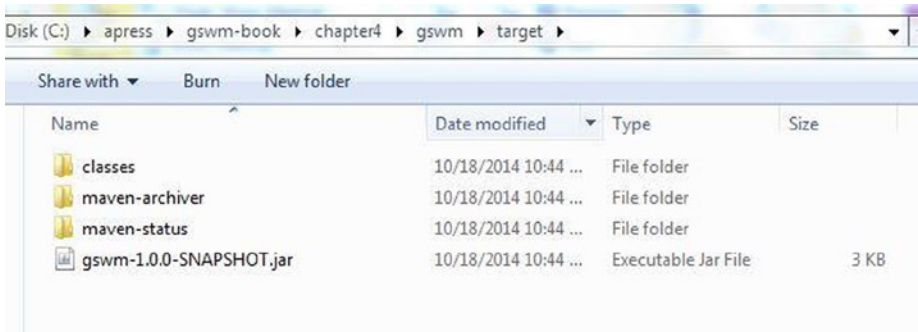 Disk (C:) ▸ apress ▸ gswm-book ▸ chapter4 ▸ gswm ▸ target ▸
Share with Burn New folder
Name Date modified Type Size
classes 10/18/2014 10:44 ... File folder
maven-archiver 10/18/2014 10:44 ... File folder
maven-status 10/18/2014 10:44 ... File folder
gswm-1.0.0-SNAPSHOT.jar 10/18/2014 10:44 ... Executable Jar File 3 KB